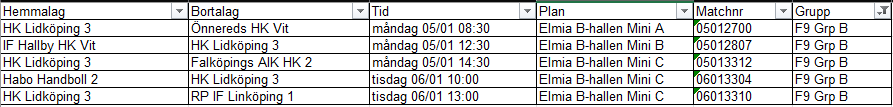 Hemmalag Bortalag Tid Plan Matchnr Grupp
HK Lidköping 3 Önnereds HK Vit måndag 05/01 08:30 Elmia B-hallen Mini A 05012700 F9 Grp B
IF Hallby HK Vit HK Lidköping 3 måndag 05/01 12:30 Elmia B-hallen Mini B 05012807 F9 Grp B
HK Lidköping 3 Falköpings AIK HK 2 måndag 05/01 14:30 Elmia B-hallen Mini C 05013312 F9 Grp B
Habo Handboll 2 HK Lidköping 3 tisdag 06/01 10:00 Elmia B-hallen Mini C 06013304 F9 Grp B
HK Lidköping 3 RP IF Linköping 1 tisdag 06/01 13:00 Elmia B-hallen Mini C 06013310 F9 Grp B